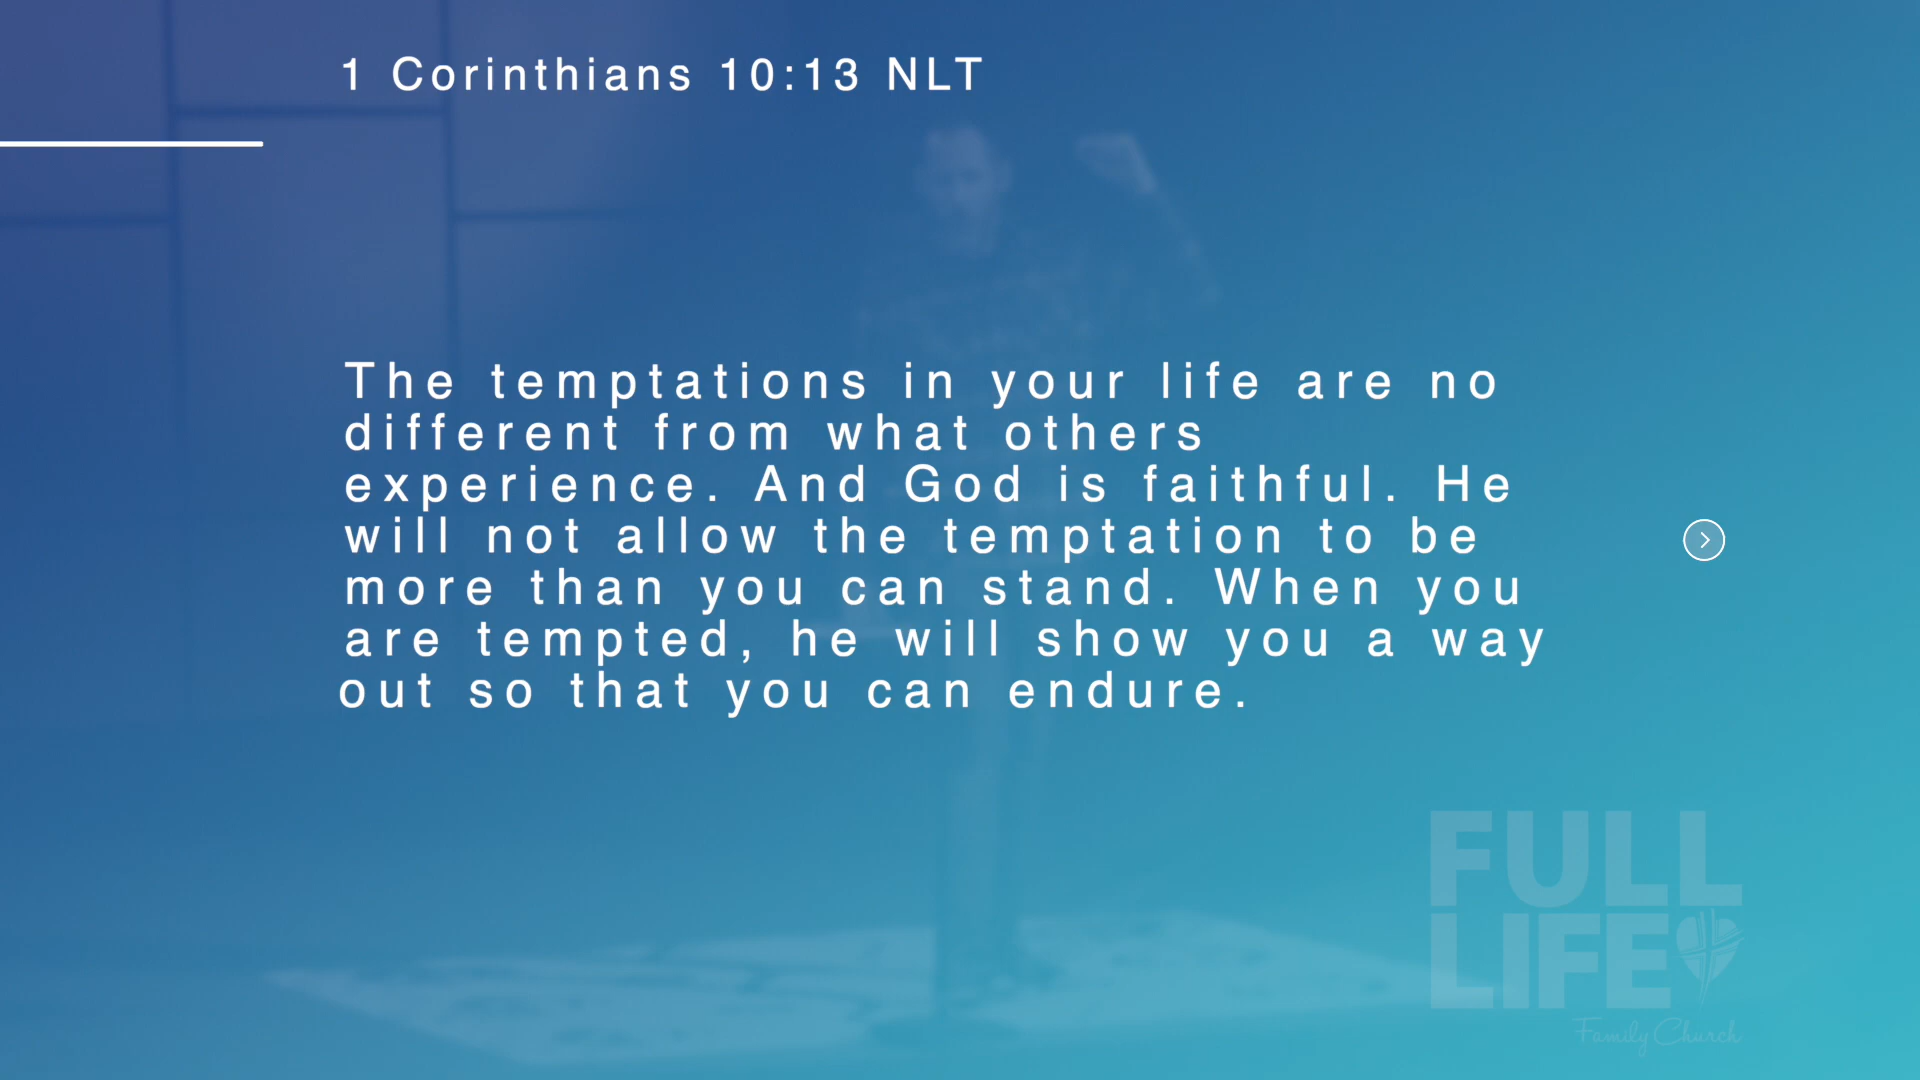 1 Corinthians 10:13 NLT
The temptations in your life are no
different from what others
experience. And God is faithful. He
will not allow the temptation to be
more than you can stand. When you
are tempted, he will show you a way
out so that you can endure.
FULL
LIFE
Family Church